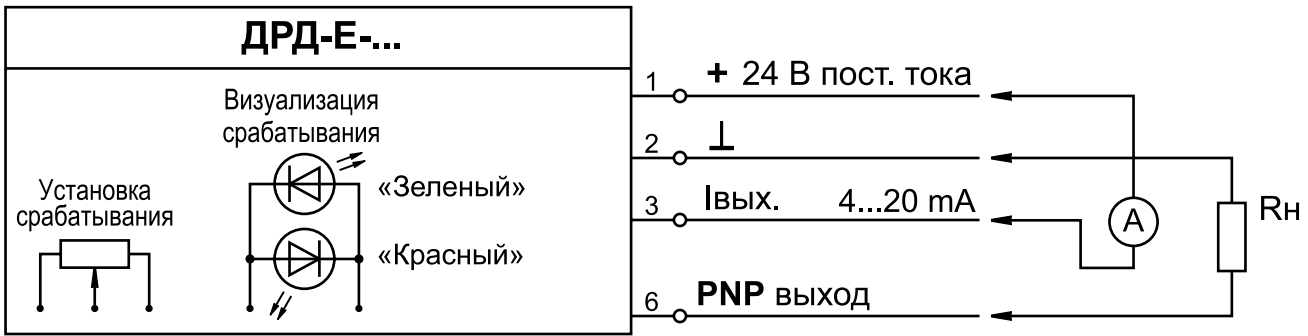 ДРД-Е-...
Визуализация
срабатывания
«Зеленый»
«Красный»
Установка
срабатывания
1 + 24 В пост. тока
2 ⊥
3 Iвых. 4...20 mA
6 PNP выход
A
Rн